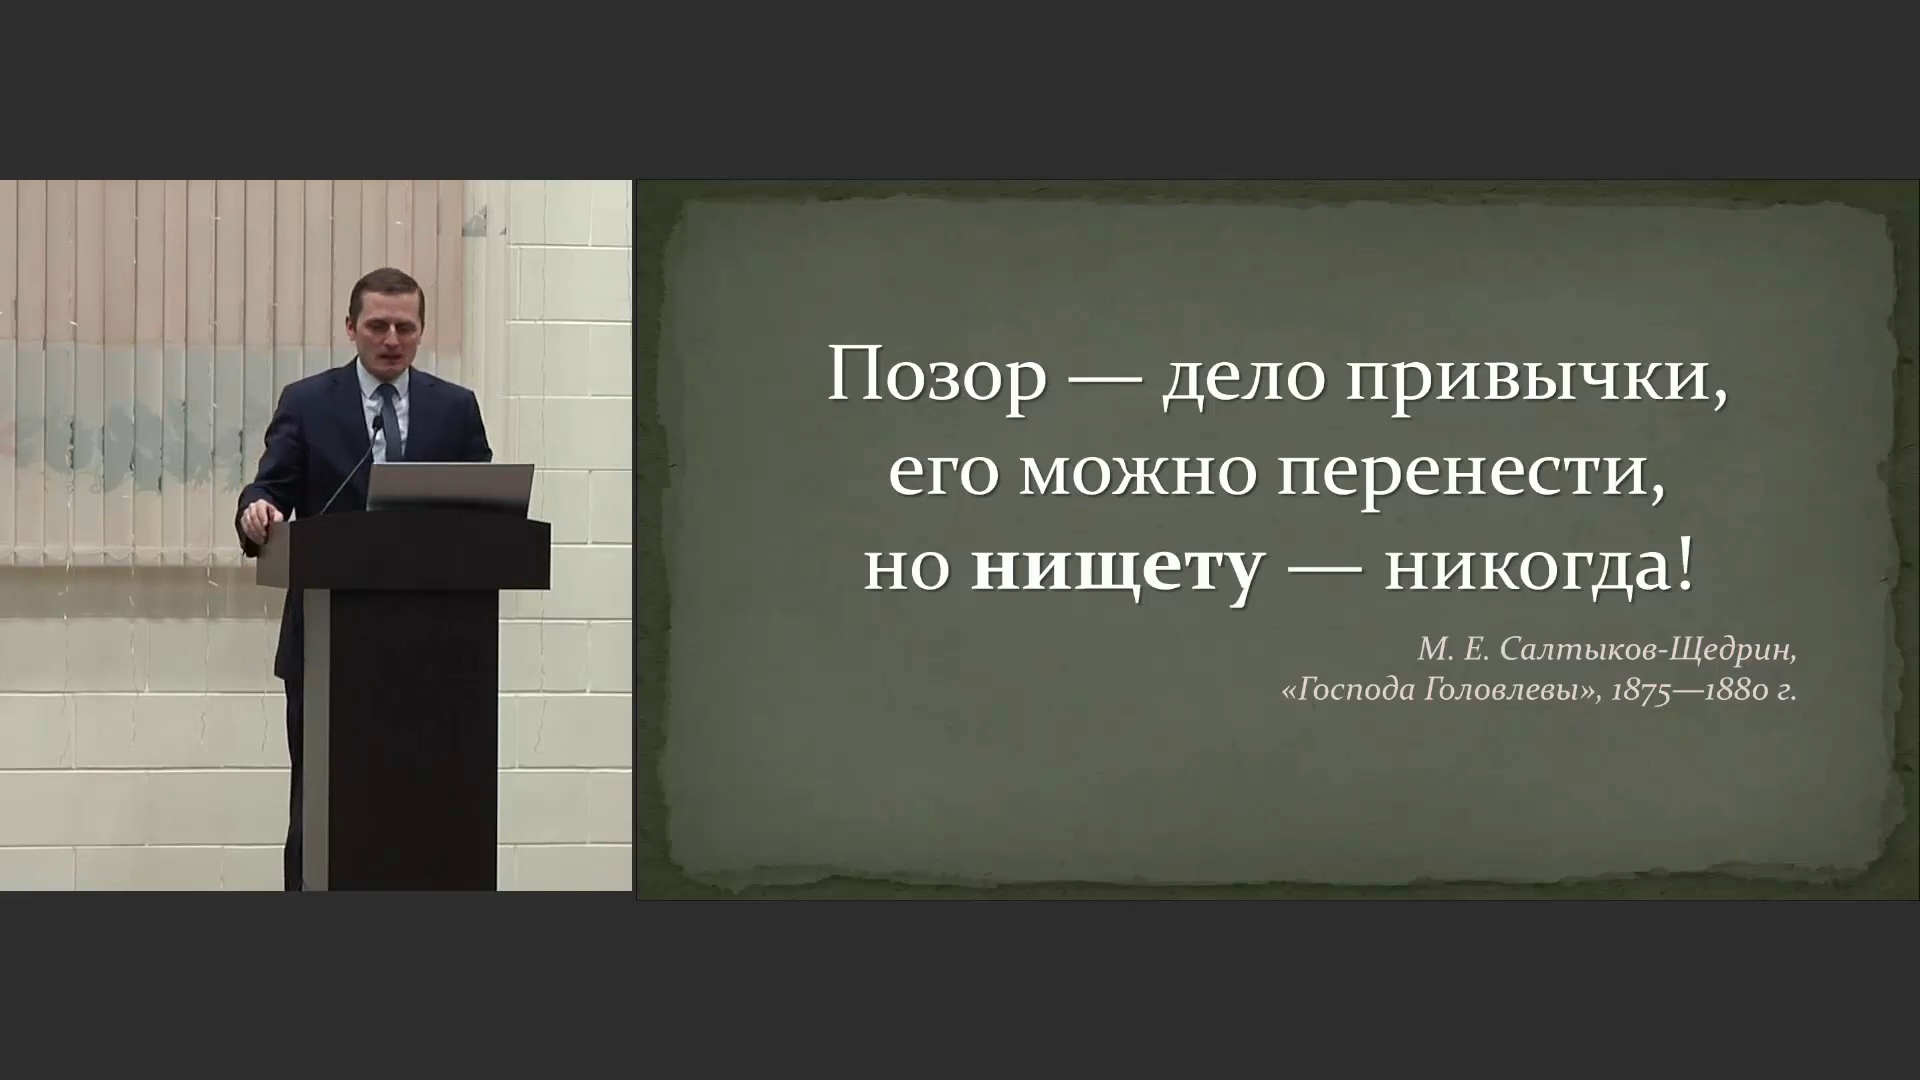 Позор — дело привычки,
его можно перенести,
но нищету — никогда!
М. Е. Салтыков-Щедрин,
«Господа Головлевы», 1875—1880 г.